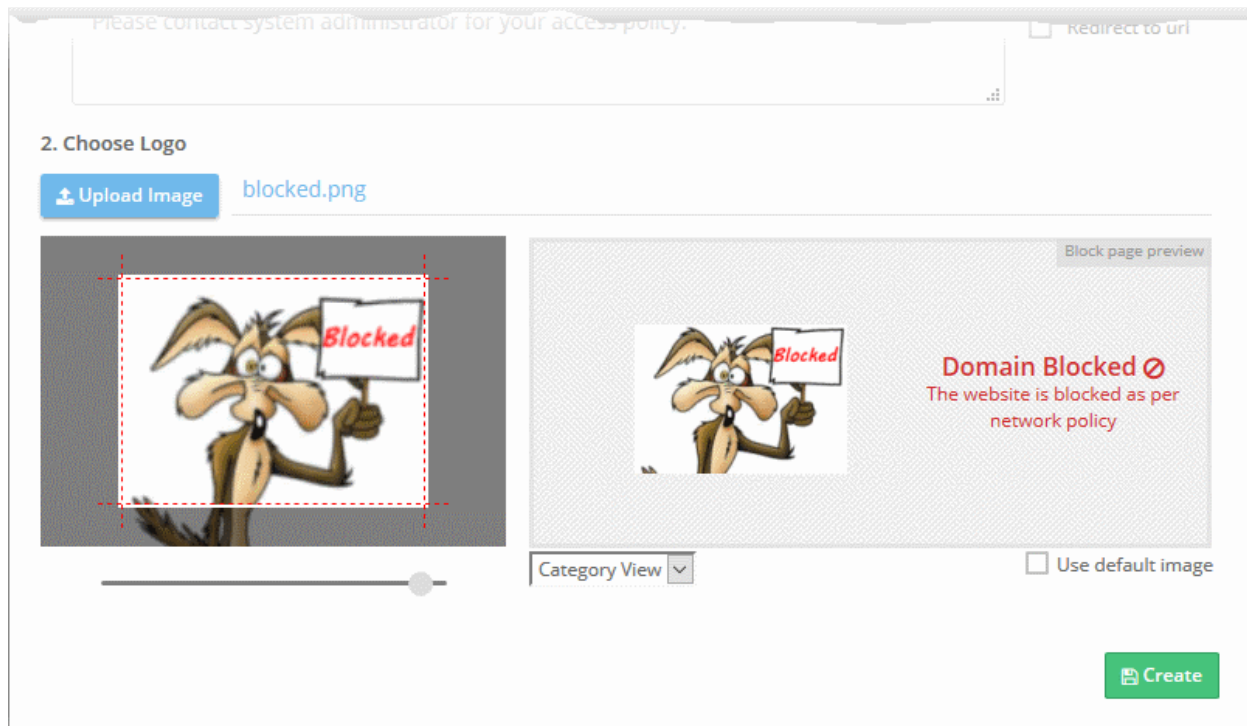 Please contact system administrator for your access policy.
Redirect to url
2. Choose Logo
Upload Image
blocked.png
Block page preview
Blocked
Blocked
Domain Blocked
The website is blocked as per
network policy
Category View
Use default image
Create